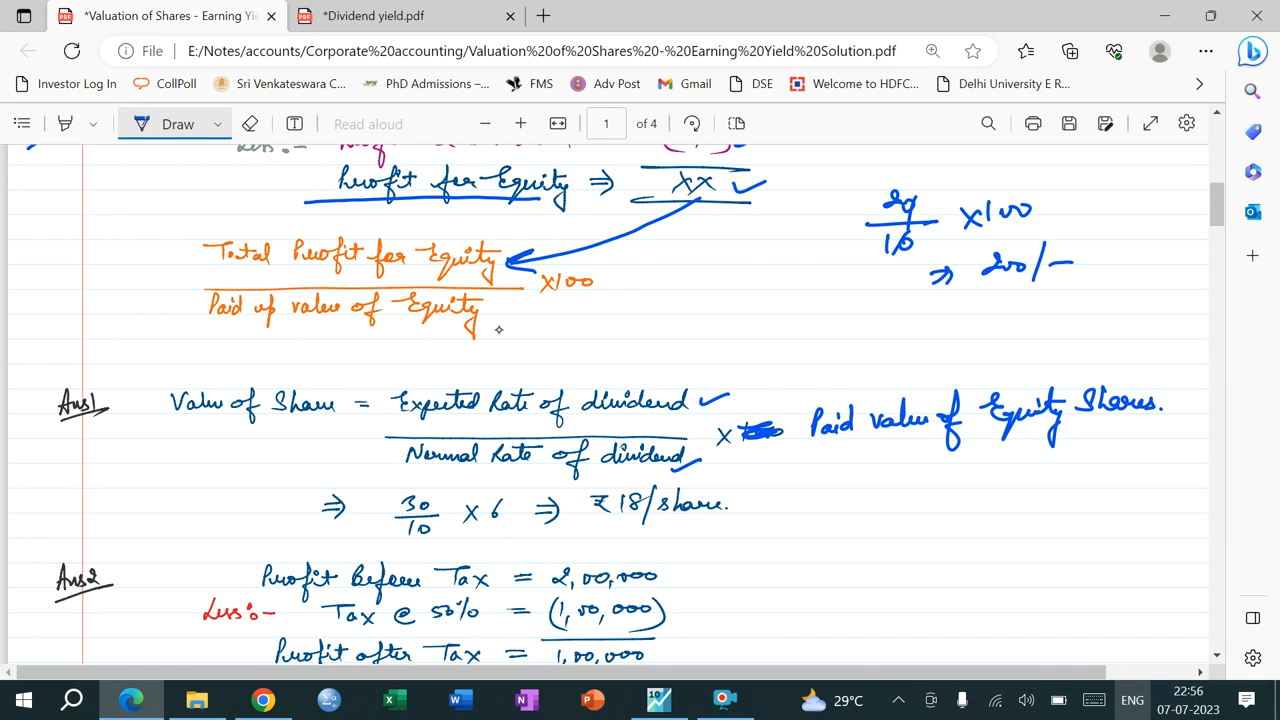 *Valuation of Shares - Earning Yi
*Dividend yield.pdf
File
E:/Notes/accounts/Corporate%20accounting/Valuation%20of%20Shares%20-%20Earning%20Yield%20Solution.pdf
Investor Log In
CollPoll
Sri Venkateswara C...
PhD Admissions –...
FMS
Adv Post
Gmail
DSE
Welcome to HDFC...
Delhi University E R...
Draw
Read aloud
1 of 4
Less :-
Profit for Equity ⇒ XX
20/10 X100
⇒ 200/-
Total Profit for Equity
X100
Paid up value of Equity
Ans1
Value of Share = Expected Rate of dividend
Normal Rate of dividend
X
Paid value of Equity Shares.
⇒ 30/10 X 6 ⇒ ₹18/share.
Ans2
Profit Before Tax = 2,00,000
Less:- Tax @ 50% = (1,00,000)
Profit after Tax = 1,00,000
10
29°C
ENG
22:56
07-07-2023